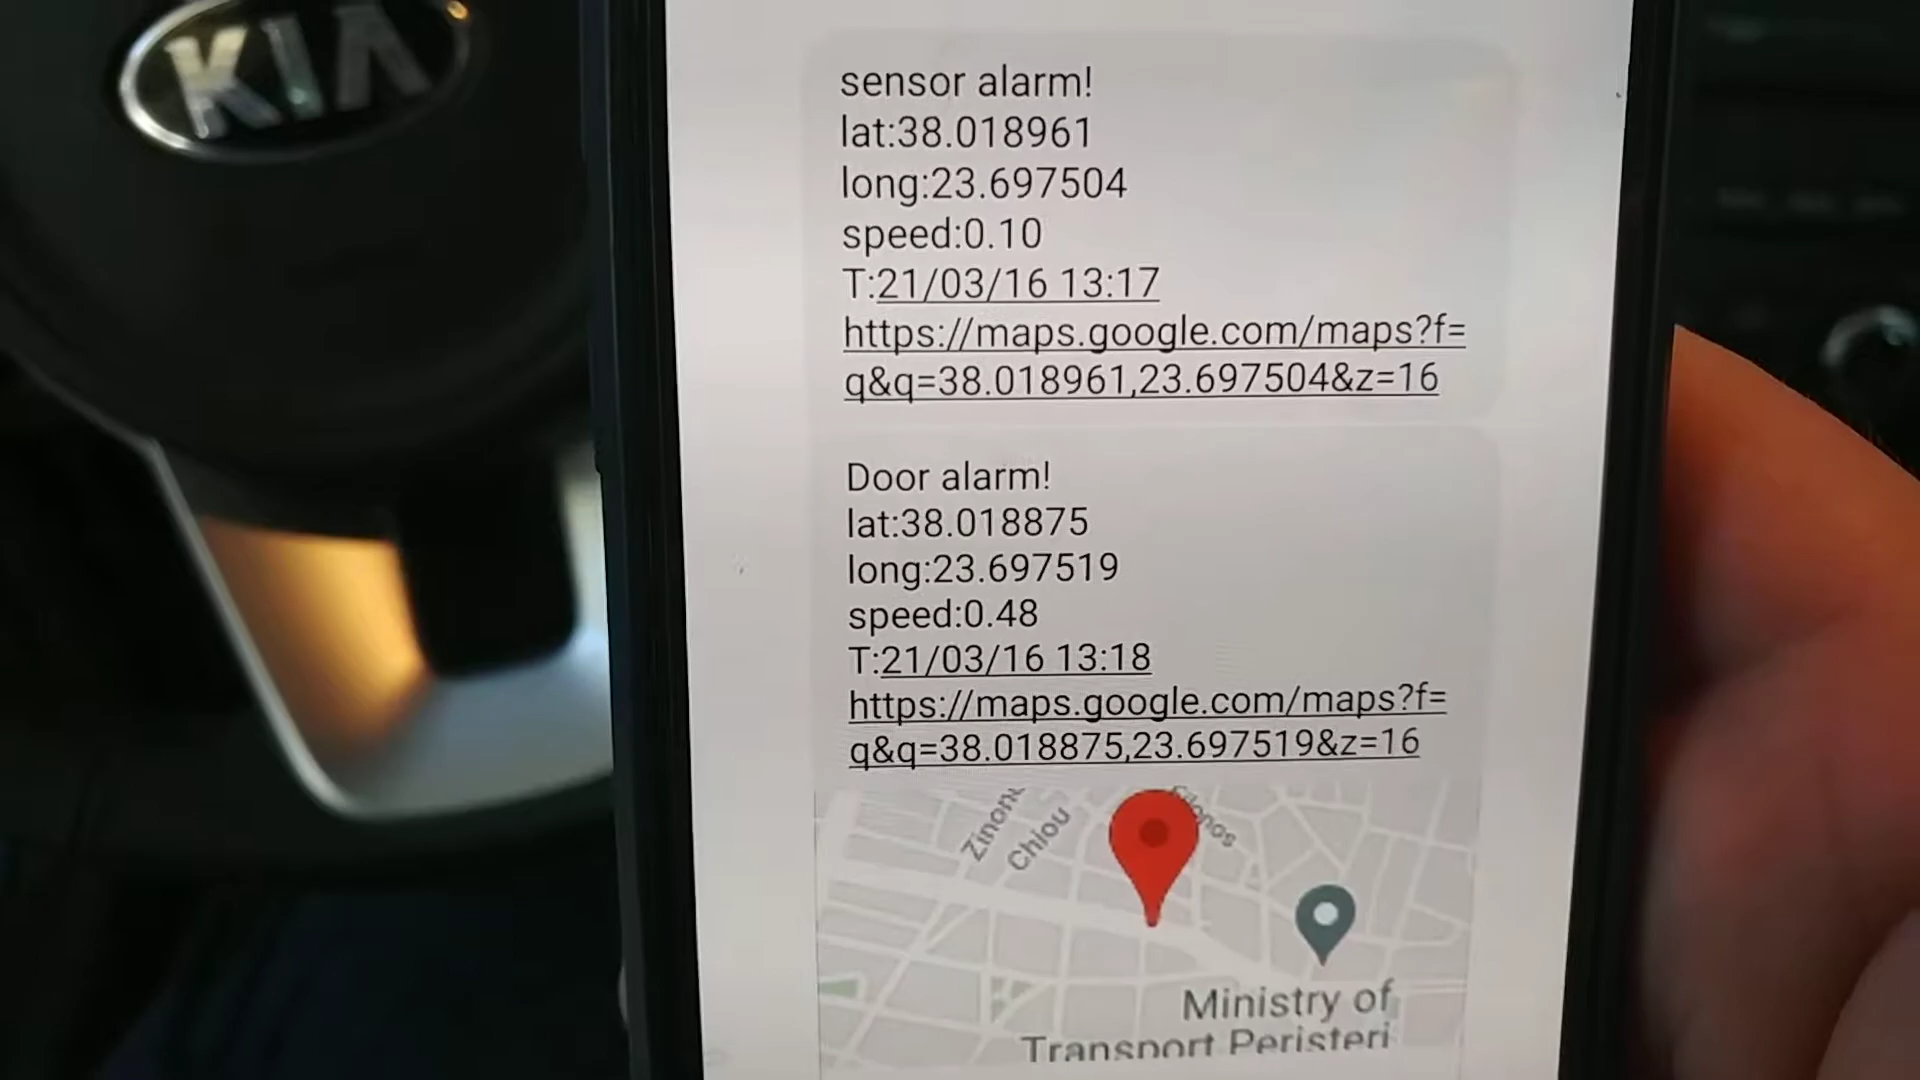 KIA
sensor alarm!
lat:38.018961
long:23.697504
speed:0.10
T:21/03/16 13:17
https://maps.google.com/maps?f=
q&q=38.018961,23.697504&z=16
Door alarm!
lat:38.018875
long:23.697519
speed:0.48
T:21/03/16 13:18
https://maps.google.com/maps?f=
q&q=38.018875,23.697519&z=16
Chiou
Ministry of
Transport Peristeri